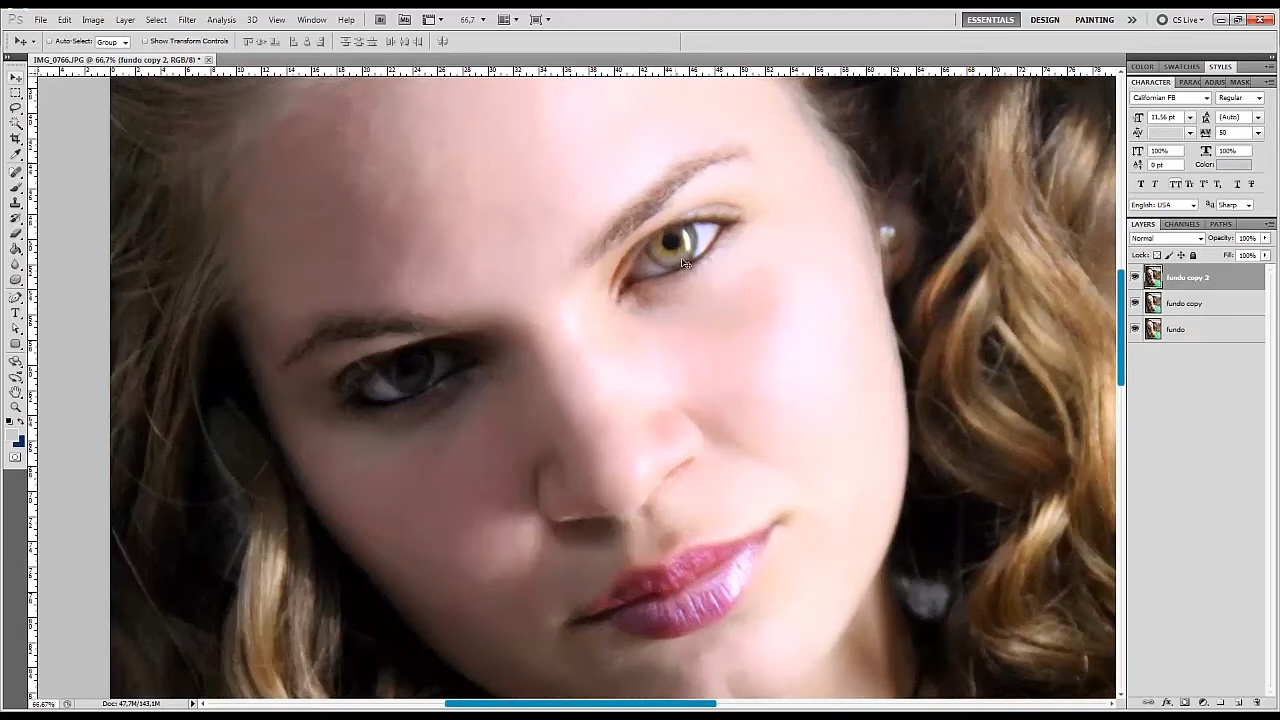 Ps File Edit Image Layer Select Filter Analysis 3D View Window Help Br Mb 66,7 ESSENTIALS DESIGN PAINTING CS Live
Auto-Select: Group Show Transform Controls
IMG_0766.JPG @ 66,7% (fundo copy 2, RGB/8) *
COLOR SWATCHES STYLES
CHARACTER PARAG ADJUS MASK
Californian FB Regular
11,56 pt (Auto)
50
100% 100%
0 pt Color:
English: USA Sharp
LAYERS CHANNELS PATHS
Normal Opacity: 100%
Lock: Fill: 100%
fundo copy 2
fundo copy
fundo
66.67% Doc: 47,7M/143,1M